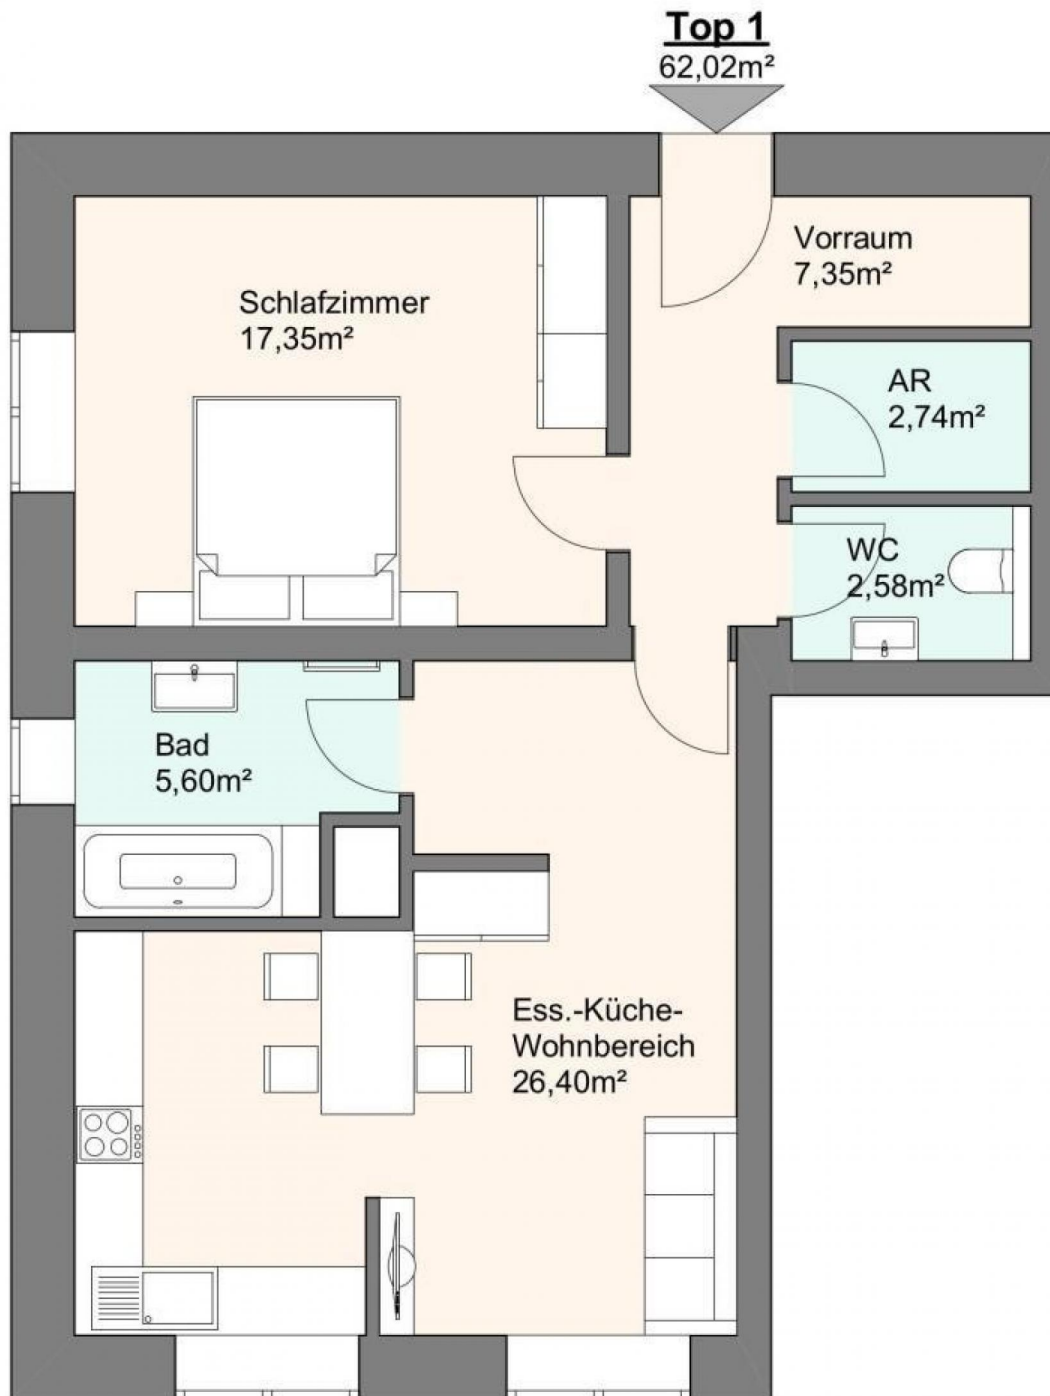 Top 1
62,02m²
Vorraum
7,35m²
Schlafzimmer
17,35m²
AR
2,74m²
WC
2,58m²
Bad
5,60m²
Ess.-Küche-
Wohnbereich
26,40m²